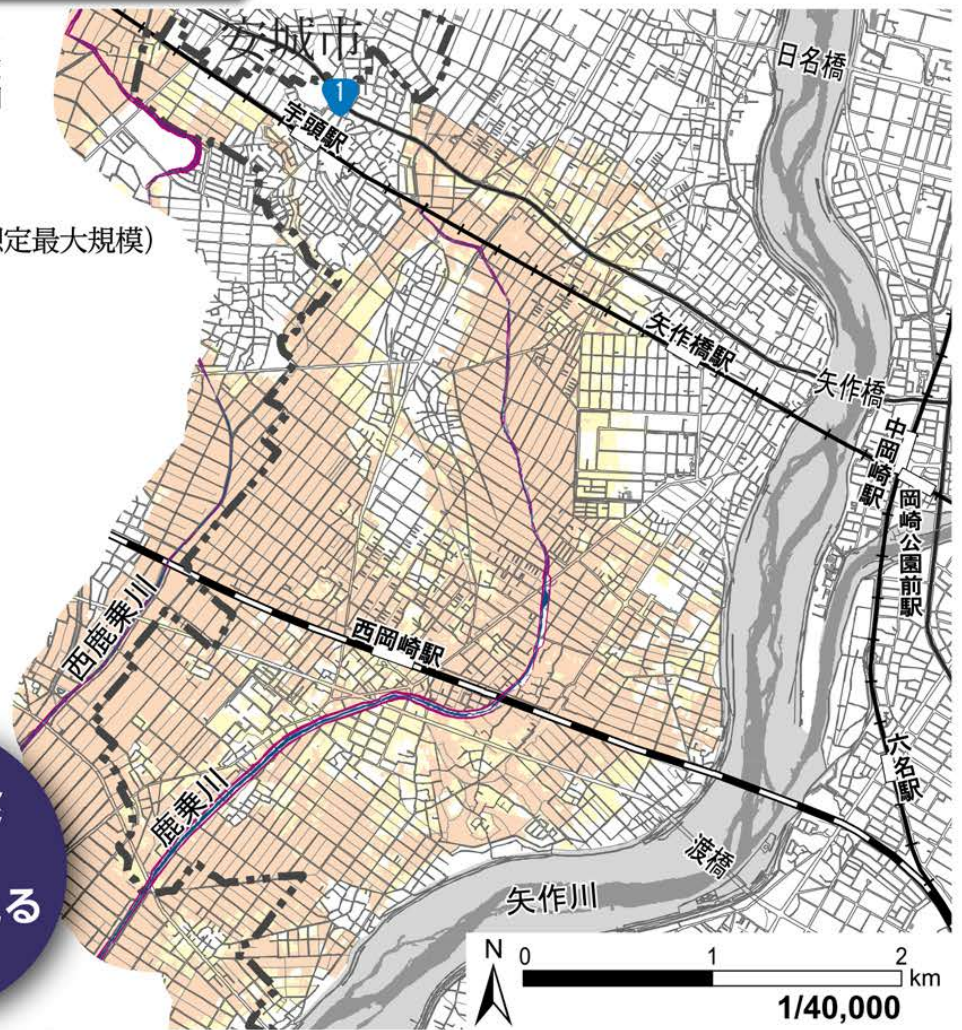 安城市
日名橋
1
宇頭駅
定最大規模)
矢作橋駅
矢作橋
中岡崎駅
岡崎公園前駅
西鹿乗川
西岡崎駅
六名駅
鹿乗川
渡橋
矢作川
る
N
0 1 2 km
1/40,000